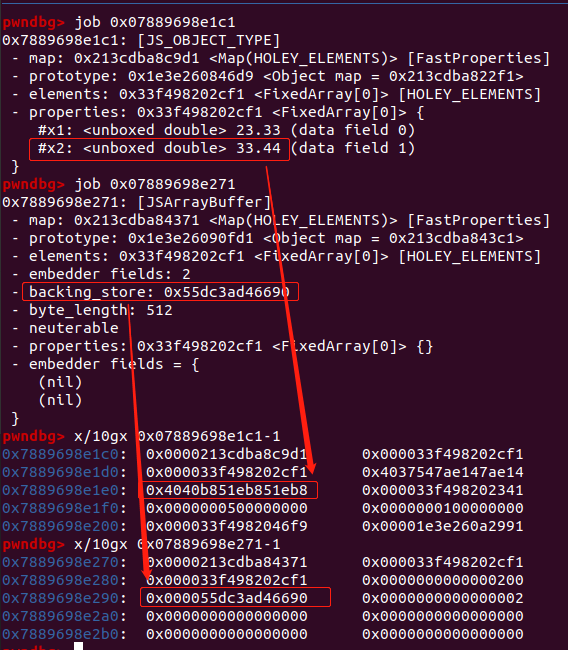 pwndbg> job 0x07889698e1c1
0x7889698e1c1: [JS_OBJECT_TYPE]
- map: 0x213cdba8c9d1 <Map(HOLEY_ELEMENTS)> [FastProperties]
- prototype: 0x1e3e260846d9 <Object map = 0x213cdba822f1>
- elements: 0x33f498202cf1 <FixedArray[0]> [HOLEY_ELEMENTS]
- properties: 0x33f498202cf1 <FixedArray[0]> {
#x1: <unboxed double> 23.33 (data field 0)
#x2: <unboxed double> 33.44 (data field 1)
}
pwndbg> job 0x07889698e271
0x7889698e271: [JSArrayBuffer]
- map: 0x213cdba84371 <Map(HOLEY_ELEMENTS)> [FastProperties]
- prototype: 0x1e3e26090fd1 <Object map = 0x213cdba843c1>
- elements: 0x33f498202cf1 <FixedArray[0]> [HOLEY_ELEMENTS]
- embedder fields: 2
- backing_store: 0x55dc3ad46690
- byte_length: 512
- neuterable
- properties: 0x33f498202cf1 <FixedArray[0]> {}
- embedder fields = {
(nil)
(nil)
}
pwndbg> x/10gx 0x07889698e1c1-1
0x7889698e1c0: 0x0000213cdba8c9d1 0x000033f498202cf1
0x7889698e1d0: 0x000033f498202cf1 0x4037547ae147ae14
0x7889698e1e0: 0x4040b851eb851eb8 0x000033f498202341
0x7889698e1f0: 0x0000000500000000 0x0000000100000000
0x7889698e200: 0x000033f4982046f9 0x00001e3e260a2991
pwndbg> x/10gx 0x07889698e271-1
0x7889698e270: 0x0000213cdba84371 0x000033f498202cf1
0x7889698e280: 0x000033f498202cf1 0x0000000000000200
0x7889698e290: 0x000055dc3ad46690 0x0000000000000002
0x7889698e2a0: 0x0000000000000000 0x0000000000000000
0x7889698e2b0: 0x0000000000000000 0x0000000000000000
pwndbg>